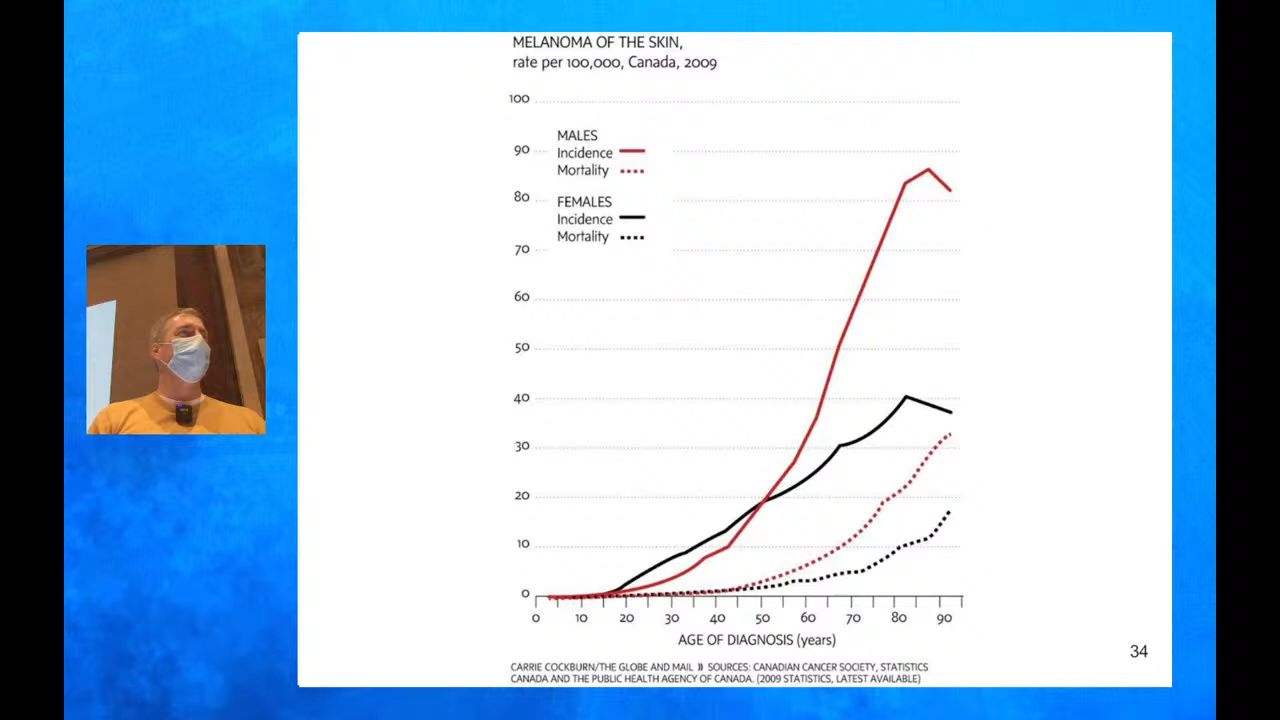 MELANOMA OF THE SKIN,
rate per 100,000, Canada, 2009
100
90
80
70
60
50
40
30
20
10
0
MALES
Incidence
Mortality
FEMALES
Incidence
Mortality
0 10 20 30 40 50 60 70 80 90
AGE OF DIAGNOSIS (years)
34
CARRIE COCKBURN/THE GLOBE AND MAIL » SOURCES: CANADIAN CANCER SOCIETY, STATISTICS
CANADA AND THE PUBLIC HEALTH AGENCY OF CANADA. (2009 STATISTICS, LATEST AVAILABLE)